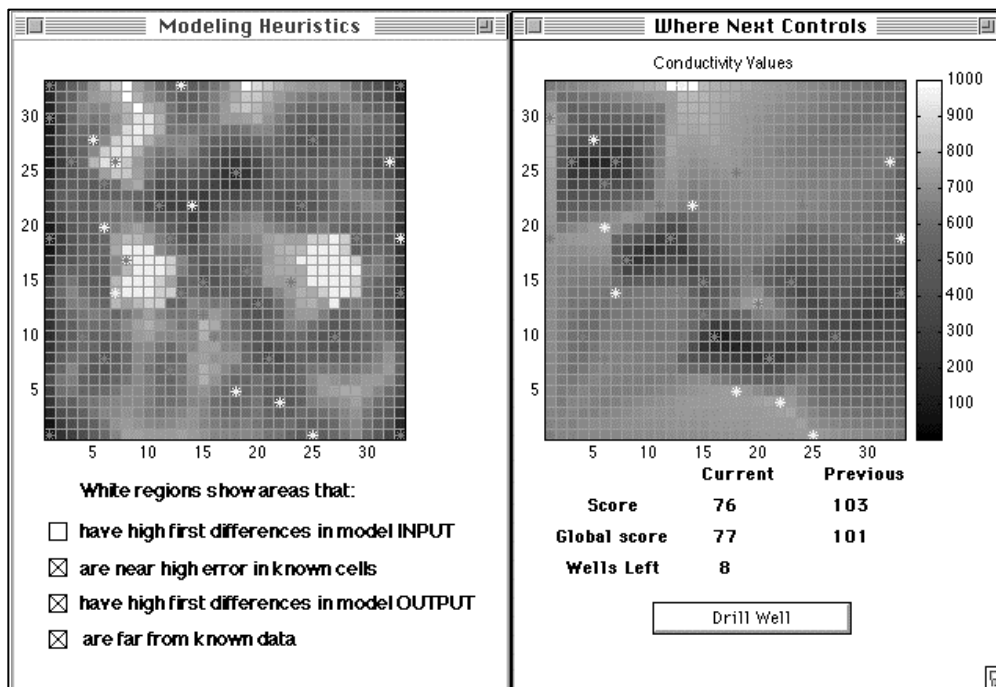 Modeling Heuristics
30
25
20
15
10
5
5 10 15 20 25 30
White regions show areas that:
have high first differences in model INPUT
are near high error in known cells
have high first differences in model OUTPUT
are far from known data
Where Next Controls
Conductivity Values
30
25
20
15
10
5
5 10 15 20 25 30
1000
900
800
700
600
500
400
300
200
100
Current Previous
Score 76 103
Global score 77 101
Wells Left 8
Drill Well